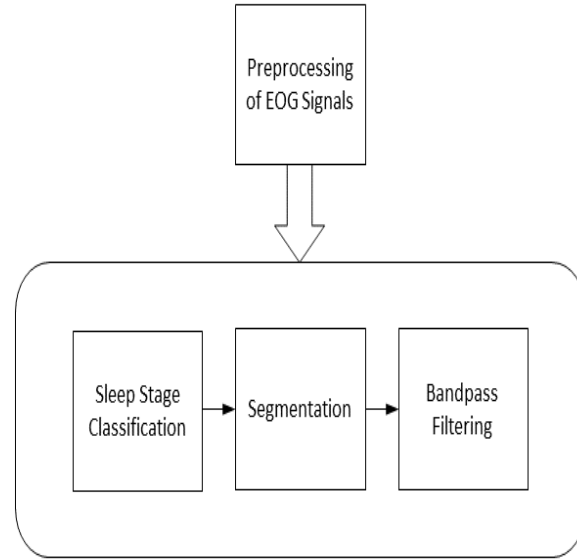 Preprocessing
of EOG Signals
Sleep Stage
Classification
Segmentation
Bandpass
Filtering